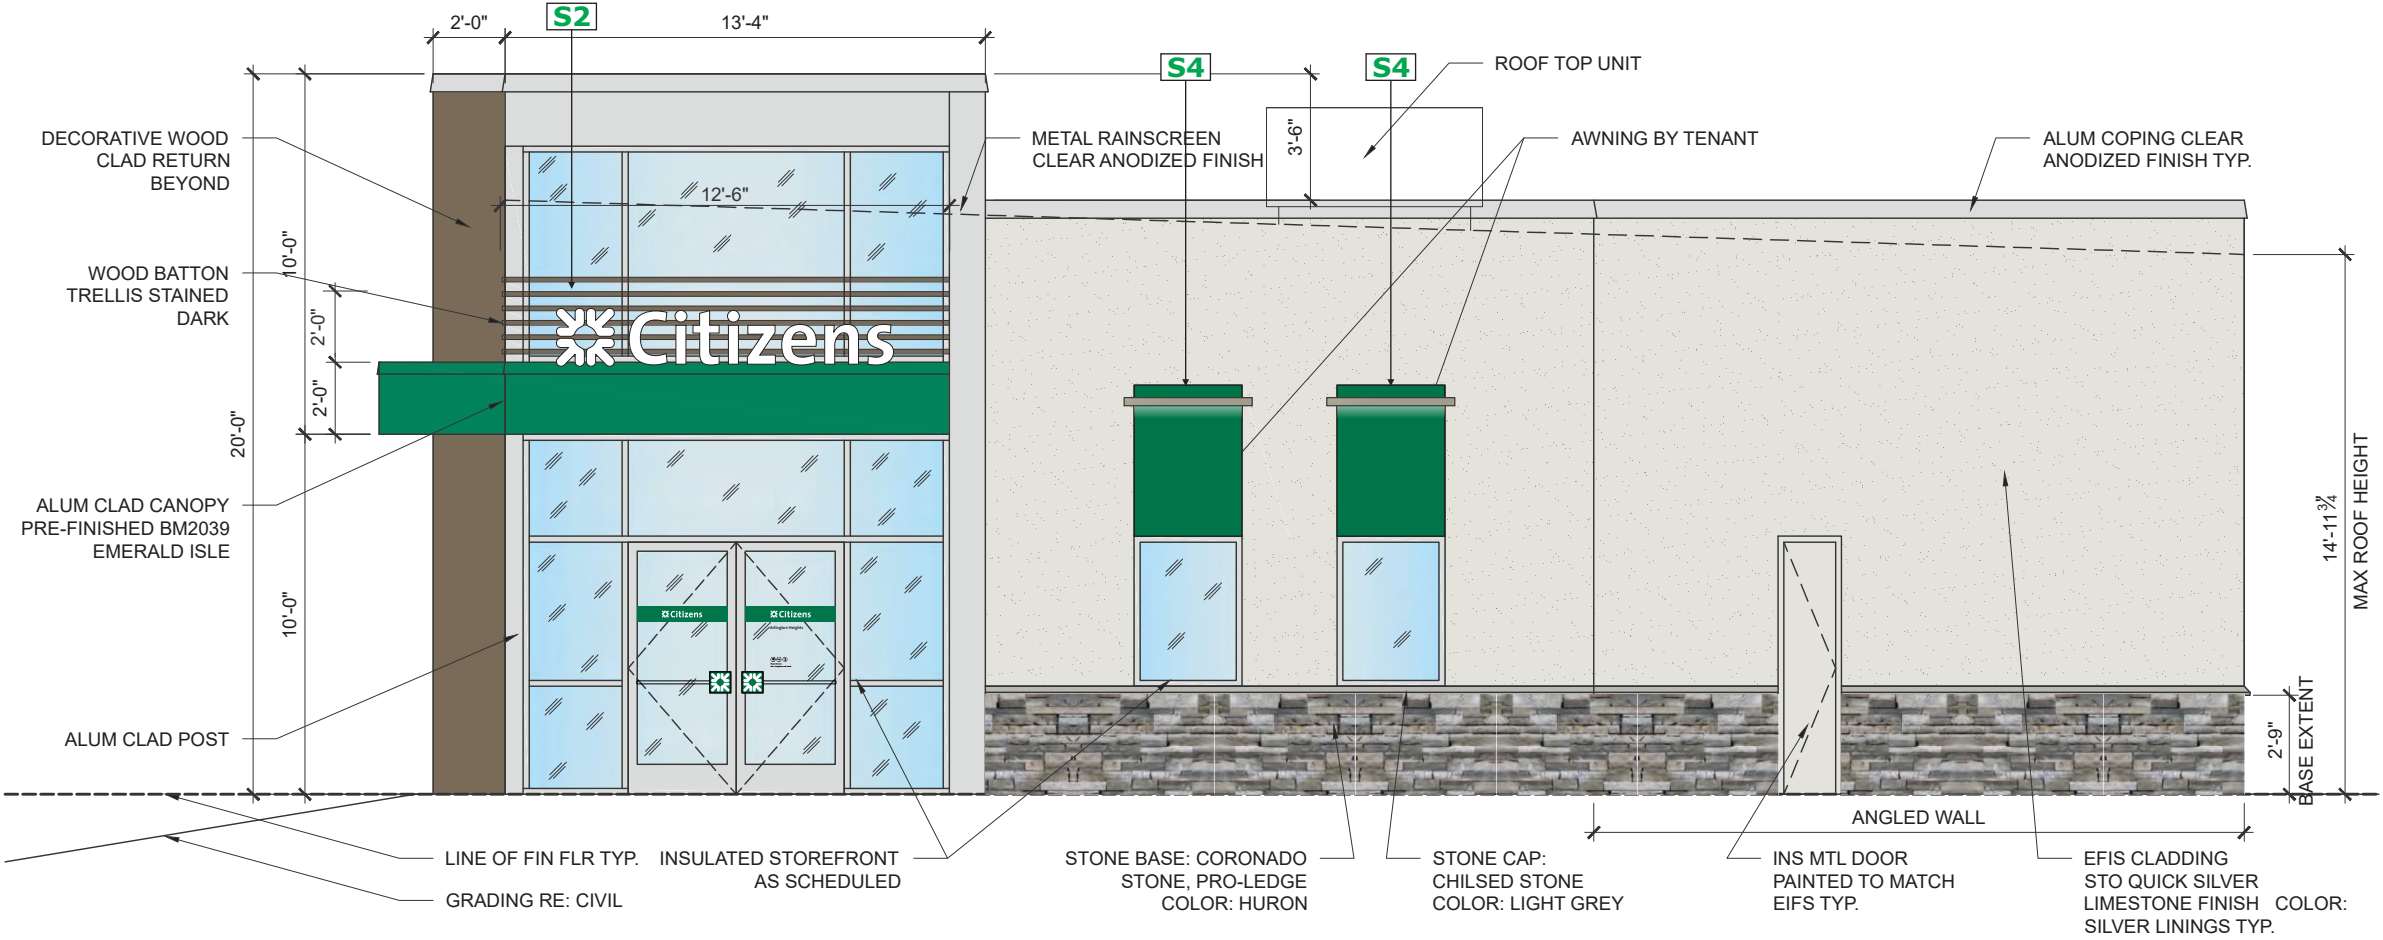 S2
2'-0"
13'-4"
S4
S4
ROOF TOP UNIT
DECORATIVE WOOD
CLAD RETURN
BEYOND
METAL RAINSCREEN
CLEAR ANODIZED FINISH
3'-6"
AWNING BY TENANT
ALUM COPING CLEAR
ANODIZED FINISH TYP.
12'-6"
10'-0"
WOOD BATTON
TRELLIS STAINED
DARK
2'-0"
Citizens
2'-0"
20'-0"
ALUM CLAD CANOPY
PRE-FINISHED BM2039
EMERALD ISLE
14'-11¾"
MAX ROOF HEIGHT
10'-0"
Citizens
Citizens
Arlington Heights
ALUM CLAD POST
2'-9"
BASE EXTENT
ANGLED WALL
LINE OF FIN FLR TYP.
GRADING RE: CIVIL
INSULATED STOREFRONT
AS SCHEDULED
STONE BASE: CORONADO
STONE, PRO-LEDGE
COLOR: HURON
STONE CAP:
CHILSED STONE
COLOR: LIGHT GREY
INS MTL DOOR
PAINTED TO MATCH
EIFS TYP.
EFIS CLADDING
STO QUICK SILVER
LIMESTONE FINISH COLOR:
SILVER LININGS TYP.